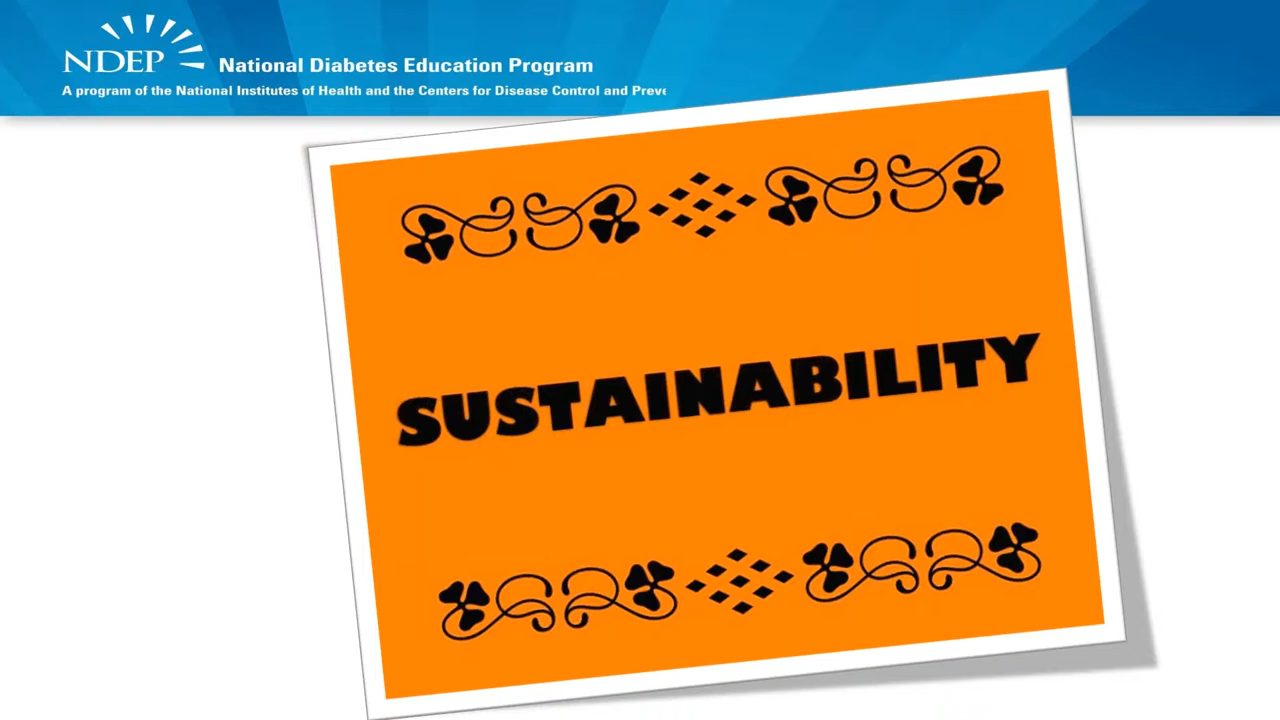 NDEP
National Diabetes Education Program
A program of the National Institutes of Health and the Centers for Disease Control and
SUSTAINABILITY